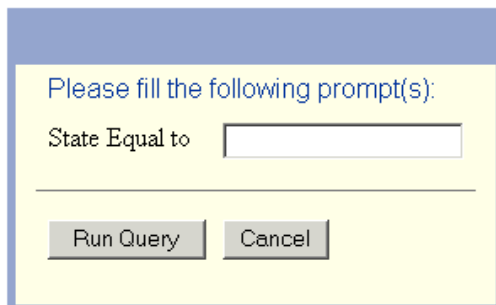 Please fill the following prompt(s):
State Equal to
Run Query Cancel